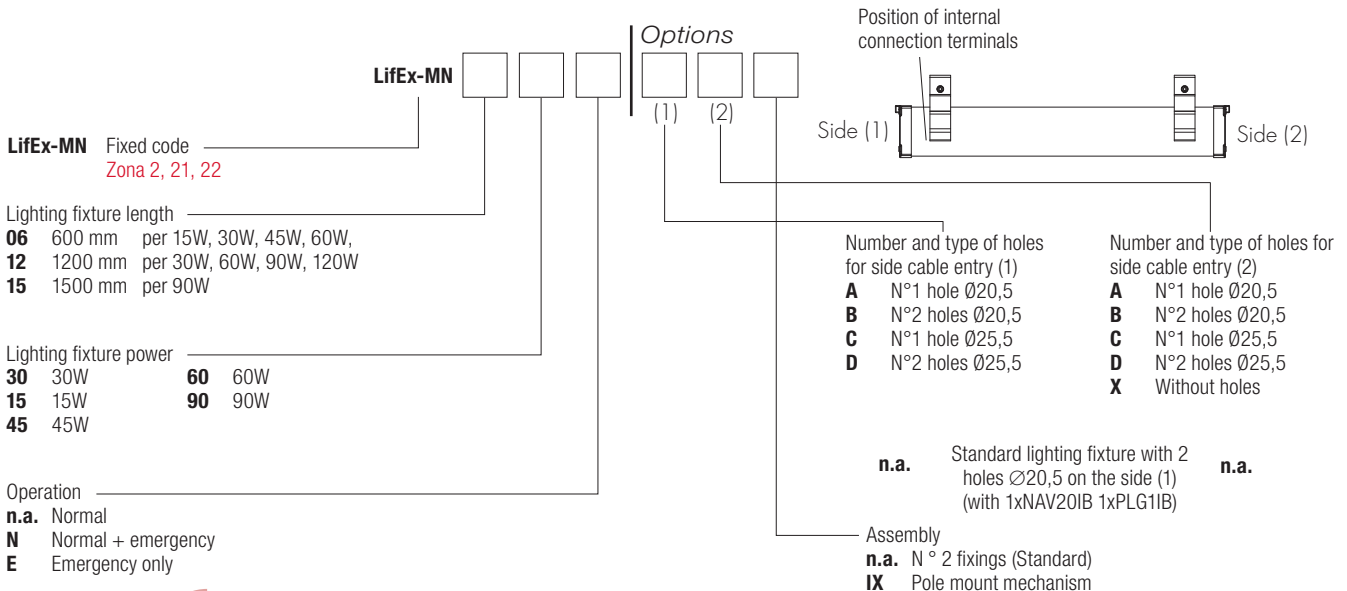 Options
Position of internal
connection terminals
LifEx-MN
(1) (2)
Side (1)
Side (2)
LifEx-MN Fixed code
Zona 2, 21, 22
Lighting fixture length
06 600 mm per 15W, 30W, 45W, 60W,
12 1200 mm per 30W, 60W, 90W, 120W
15 1500 mm per 90W
Lighting fixture power
30 30W 60 60W
15 15W 90 90W
45 45W
Operation
n.a. Normal
N Normal + emergency
E Emergency only
Number and type of holes
for side cable entry (1)
A N°1 hole Ø20,5
B N°2 holes Ø20,5
C N°1 hole Ø25,5
D N°2 holes Ø25,5
Number and type of holes for
side cable entry (2)
A N°1 hole Ø20,5
B N°2 holes Ø20,5
C N°1 hole Ø25,5
D N°2 holes Ø25,5
X Without holes
n.a.
Standard lighting fixture with 2
holes ∅20,5 on the side (1)
(with 1xNAV20IB 1xPLG1IB)
n.a.
Assembly
n.a. N ° 2 fixings (Standard)
IX Pole mount mechanism